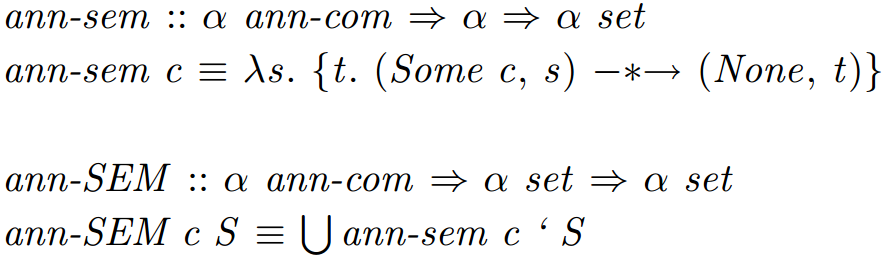 ann-sem :: α ann-com ⇒ α ⇒ α set
ann-sem c ≡ λs. {t. (Some c, s) −∗→ (None, t)}
ann-SEM :: α ann-com ⇒ α set ⇒ α set
ann-SEM c S ≡ ⋃ ann-sem c ‘ S